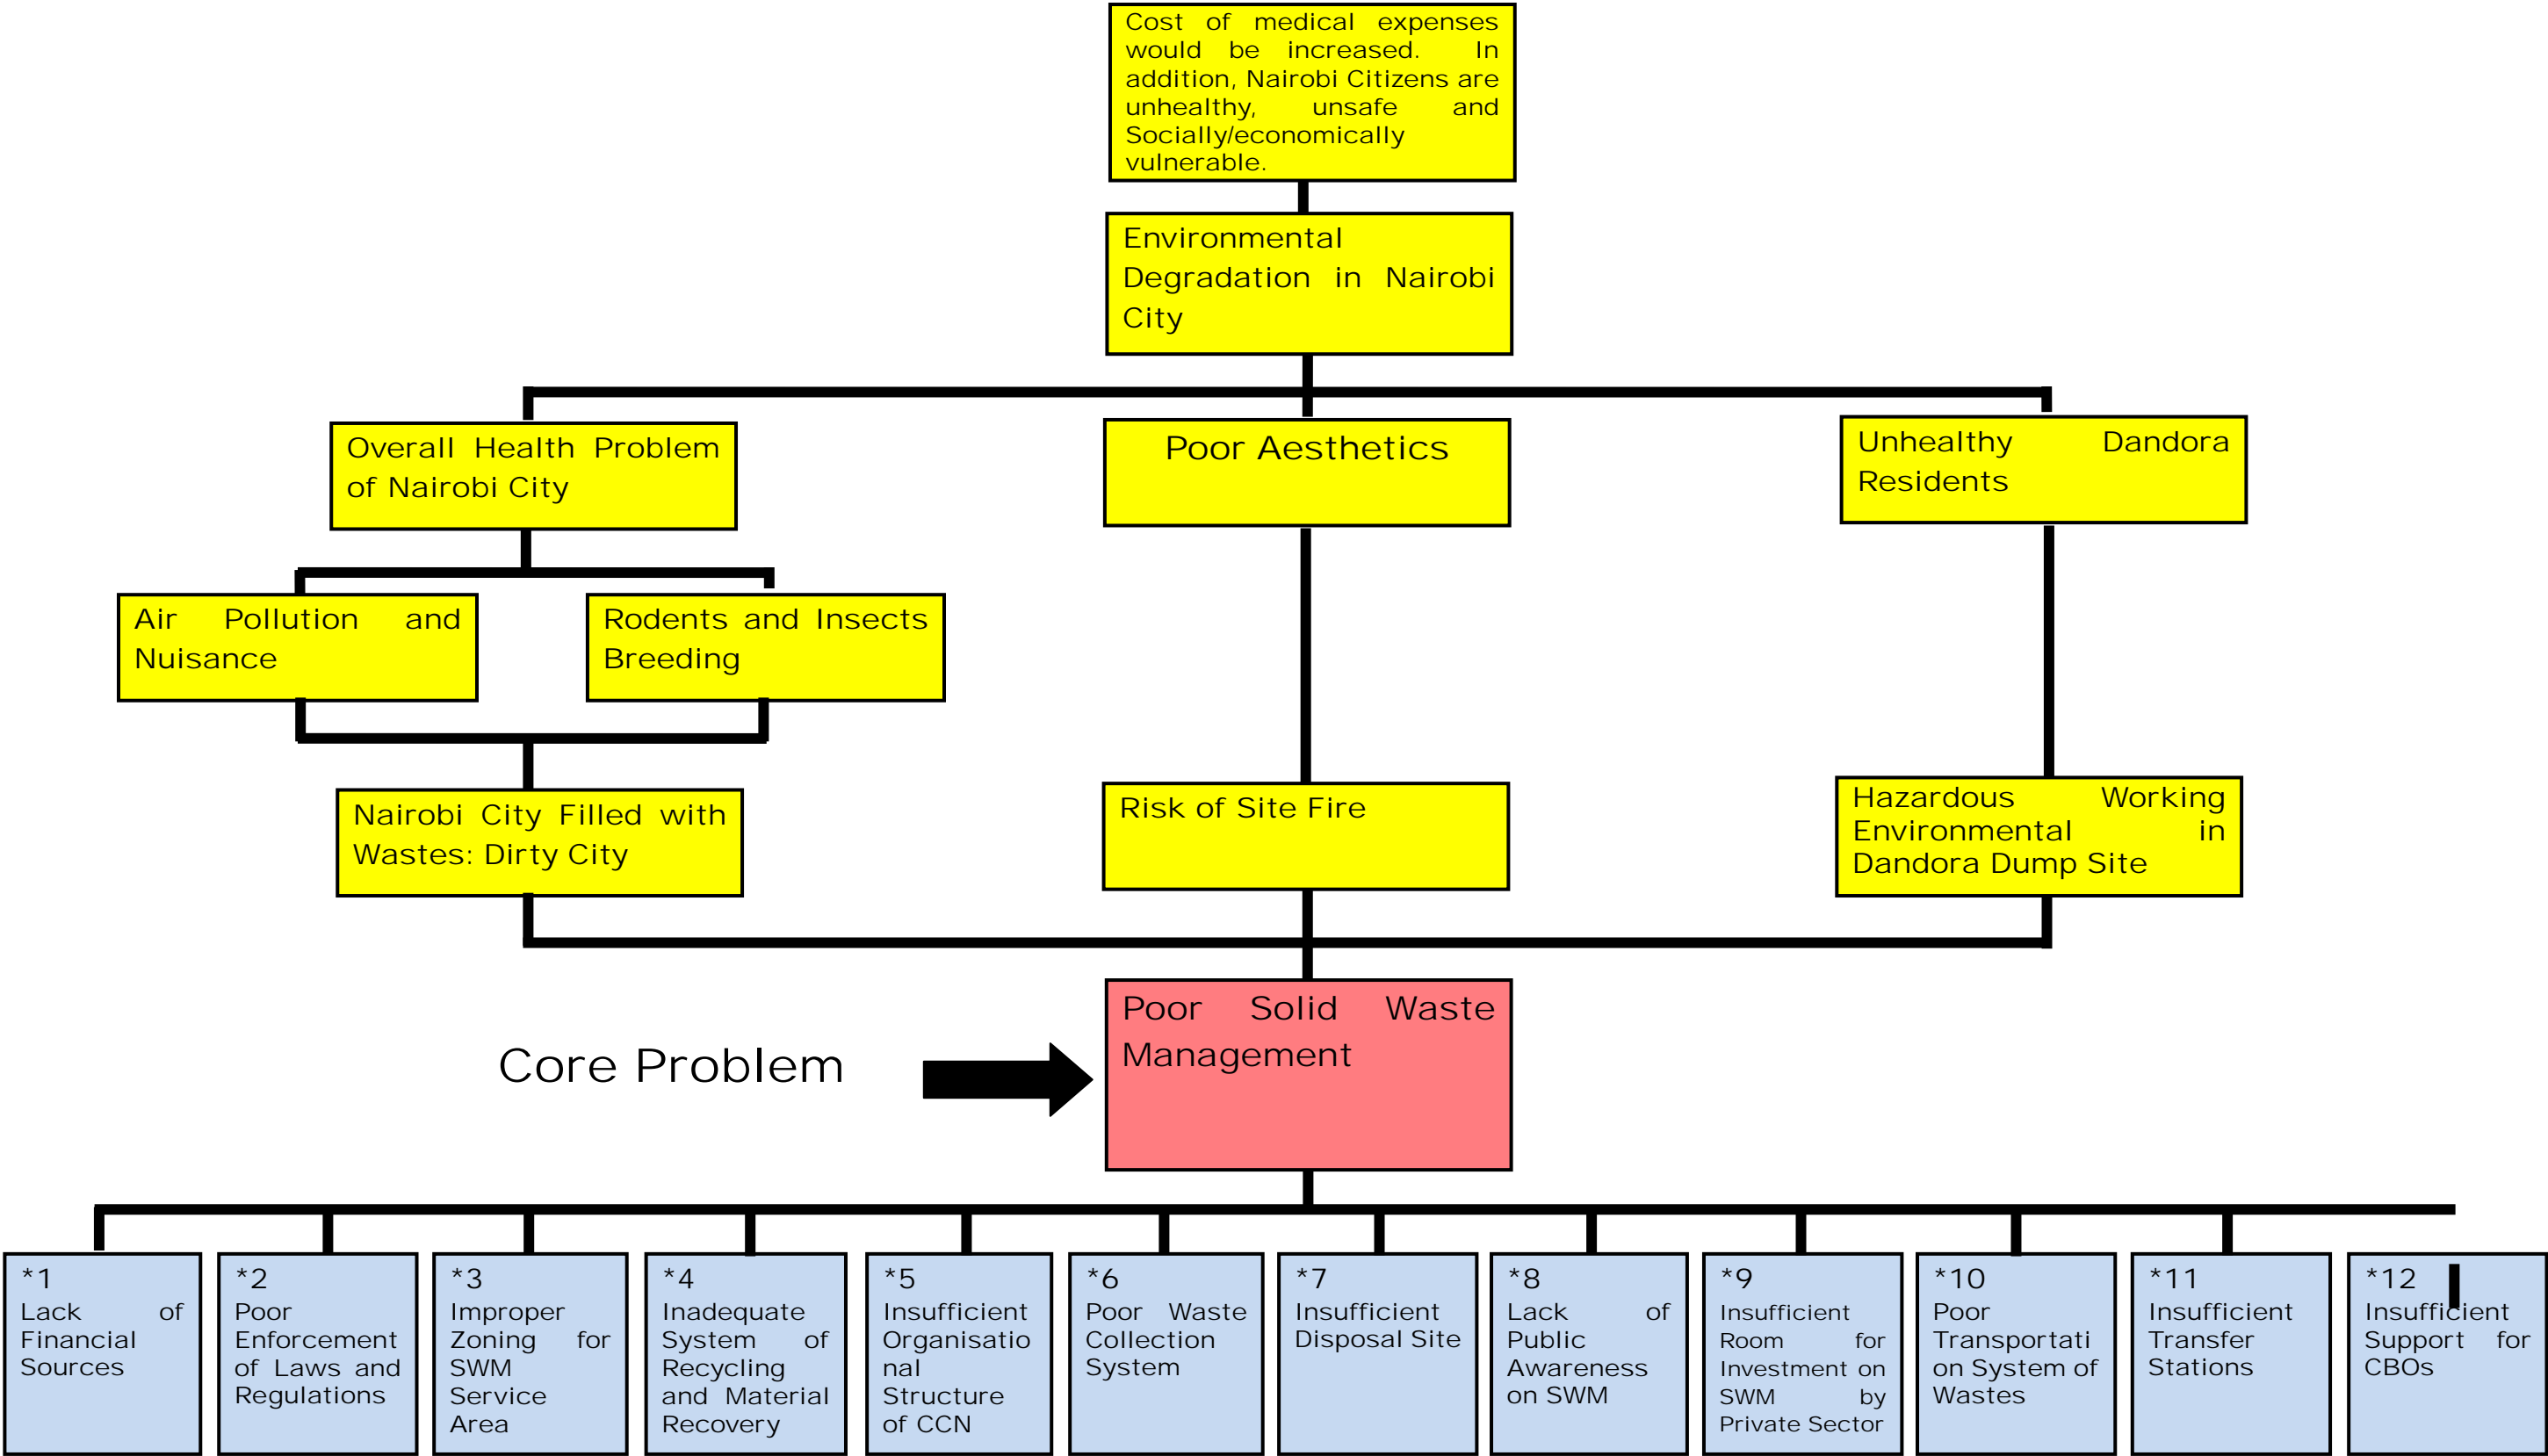 Cost of medical expenses
would be increased. In
addition, Nairobi Citizens are
unhealthy, unsafe and
Socially/economically
vulnerable.
Environmental
Degradation in Nairobi
City
Overall Health Problem
of Nairobi City
Poor Aesthetics
Unhealthy Dandora
Residents
Air Pollution and
Nuisance
Rodents and Insects
Breeding
Nairobi City Filled with
Wastes: Dirty City
Risk of Site Fire
Hazardous Working
Environmental in
Dandora Dump Site
Core Problem
Poor Solid Waste
Management
*1
Lack of
Financial
Sources
*2
Poor
Enforcement
of Laws and
Regulations
*3
Improper
Zoning for
SWM
Service
Area
*4
Inadequate
System of
Recycling
and Material
Recovery
*5
Insufficient
Organisatio
nal
Structure
of CCN
*6
Poor Waste
Collection
System
*7
Insufficient
Disposal Site
*8
Lack of
Public
Awareness
on SWM
*9
Insufficient
Room for
Investment on
SWM by
Private Sector
*10
Poor
Transportati
on System of
Wastes
*11
Insufficient
Transfer
Stations
*12
Insufficient
Support for
CBOs